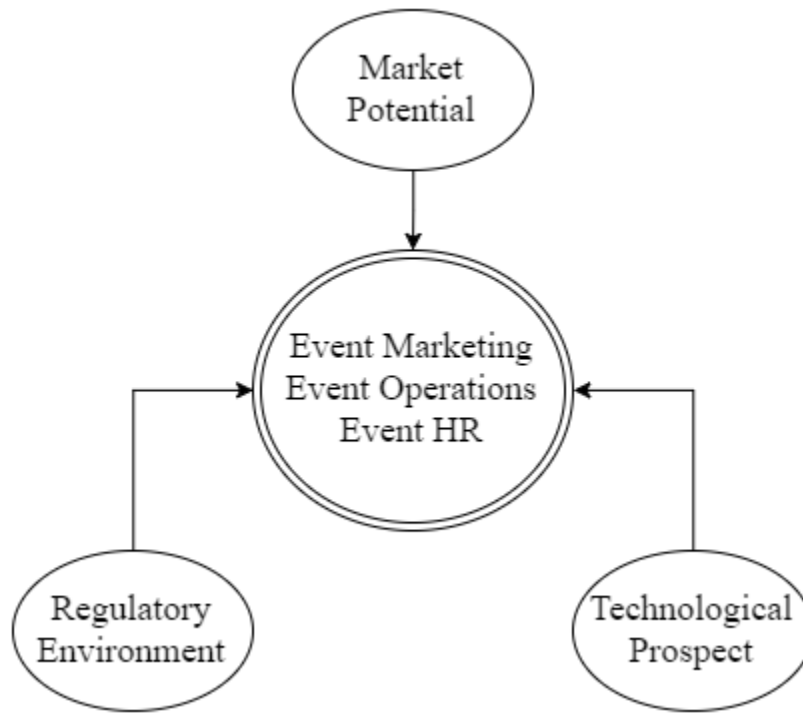 Market
Potential
Event Marketing
Event Operations
Event HR
Regulatory
Environment
Technological
Prospect